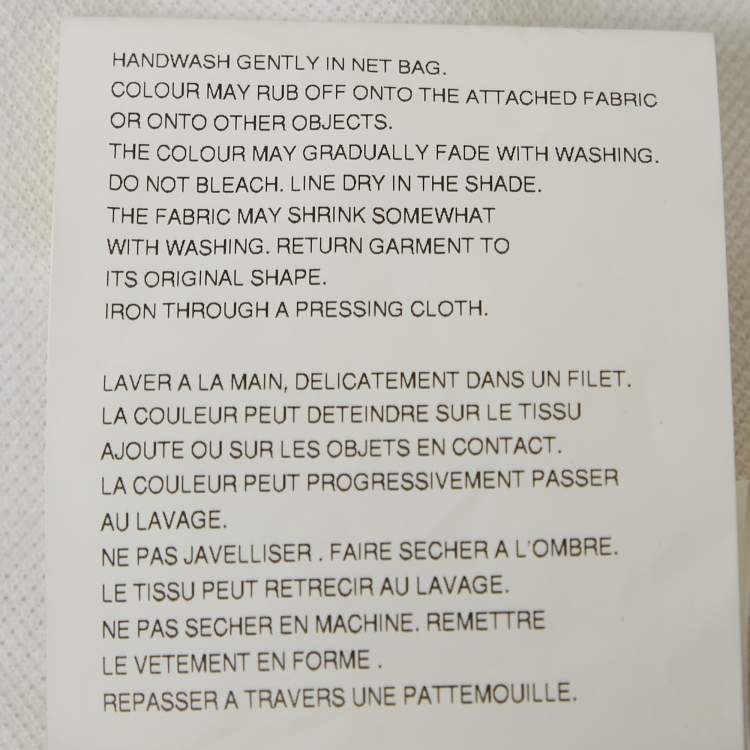 HANDWASH GENTLY IN NET BAG.
COLOUR MAY RUB OFF ONTO THE ATTACHED FABRIC
OR ONTO OTHER OBJECTS.
THE COLOUR MAY GRADUALLY FADE WITH WASHING.
DO NOT BLEACH. LINE DRY IN THE SHADE.
THE FABRIC MAY SHRINK SOMEWHAT
WITH WASHING. RETURN GARMENT TO
ITS ORIGINAL SHAPE.
IRON THROUGH A PRESSING CLOTH.
LAVER A LA MAIN, DELICATEMENT DANS UN FILET.
LA COULEUR PEUT DETEINDRE SUR LE TISSU
AJOUTE OU SUR LES OBJETS EN CONTACT.
LA COULEUR PEUT PROGRESSIVEMENT PASSER
AU LAVAGE.
NE PAS JAVELLISER . FAIRE SECHER A L'OMBRE.
LE TISSU PEUT RETRECIR AU LAVAGE.
NE PAS SECHER EN MACHINE. REMETTRE
LE VETEMENT EN FORME .
REPASSER A TRAVERS UNE PATTEMOUILLE.